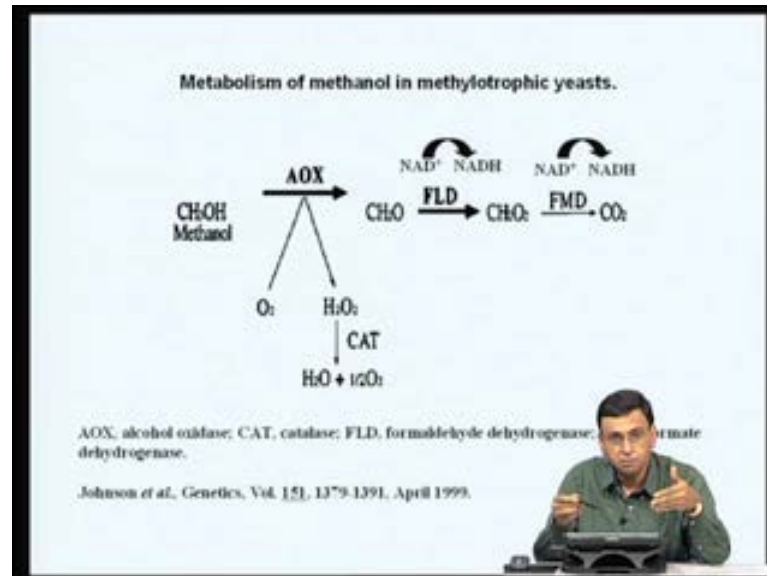 Metabolism of methanol in methylotrophic yeasts.
NAD⁺ NADH NAD⁺ NADH
AOX FLD FMD
CH₃OH CH₂O CH₂O₂ CO₂
Methanol
O₂ H₂O₂
CAT
H₂O + 1/2O₂
AOX, alcohol oxidase; CAT, catalase; FLD, formaldehyde dehydrogenase; rmate
dehydrogenase.
Johnson et al., Genetics, Vol. 151, 1379-1391, April 1999.